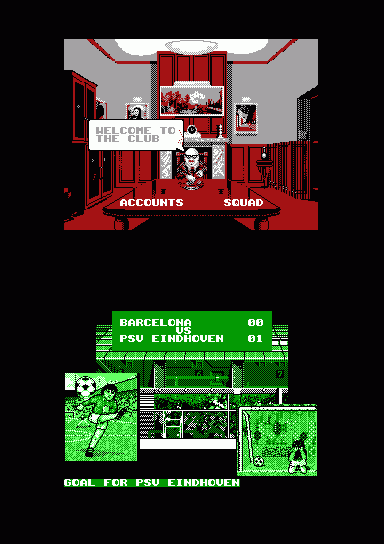 WELCOME TO
THE CLUB
ACCOUNTS SQUAD
BARCELONA 00
VS
PSV EINDHOVEN 01
GOAL FOR PSV EINDHOVEN